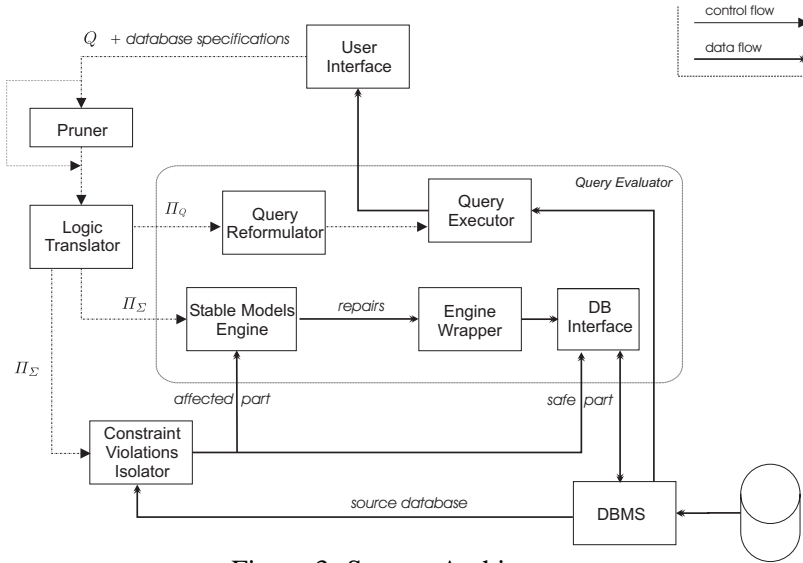 control flow
data flow
Q + database specifications
User
Interface
Pruner
Query Evaluator
Logic
Translator
Π_Q
Query
Reformulator
Query
Executor
Π_Σ
Stable Models
Engine
repairs
Engine
Wrapper
DB
Interface
Π_Σ
affected part
safe part
Constraint
Violations
Isolator
source database
DBMS